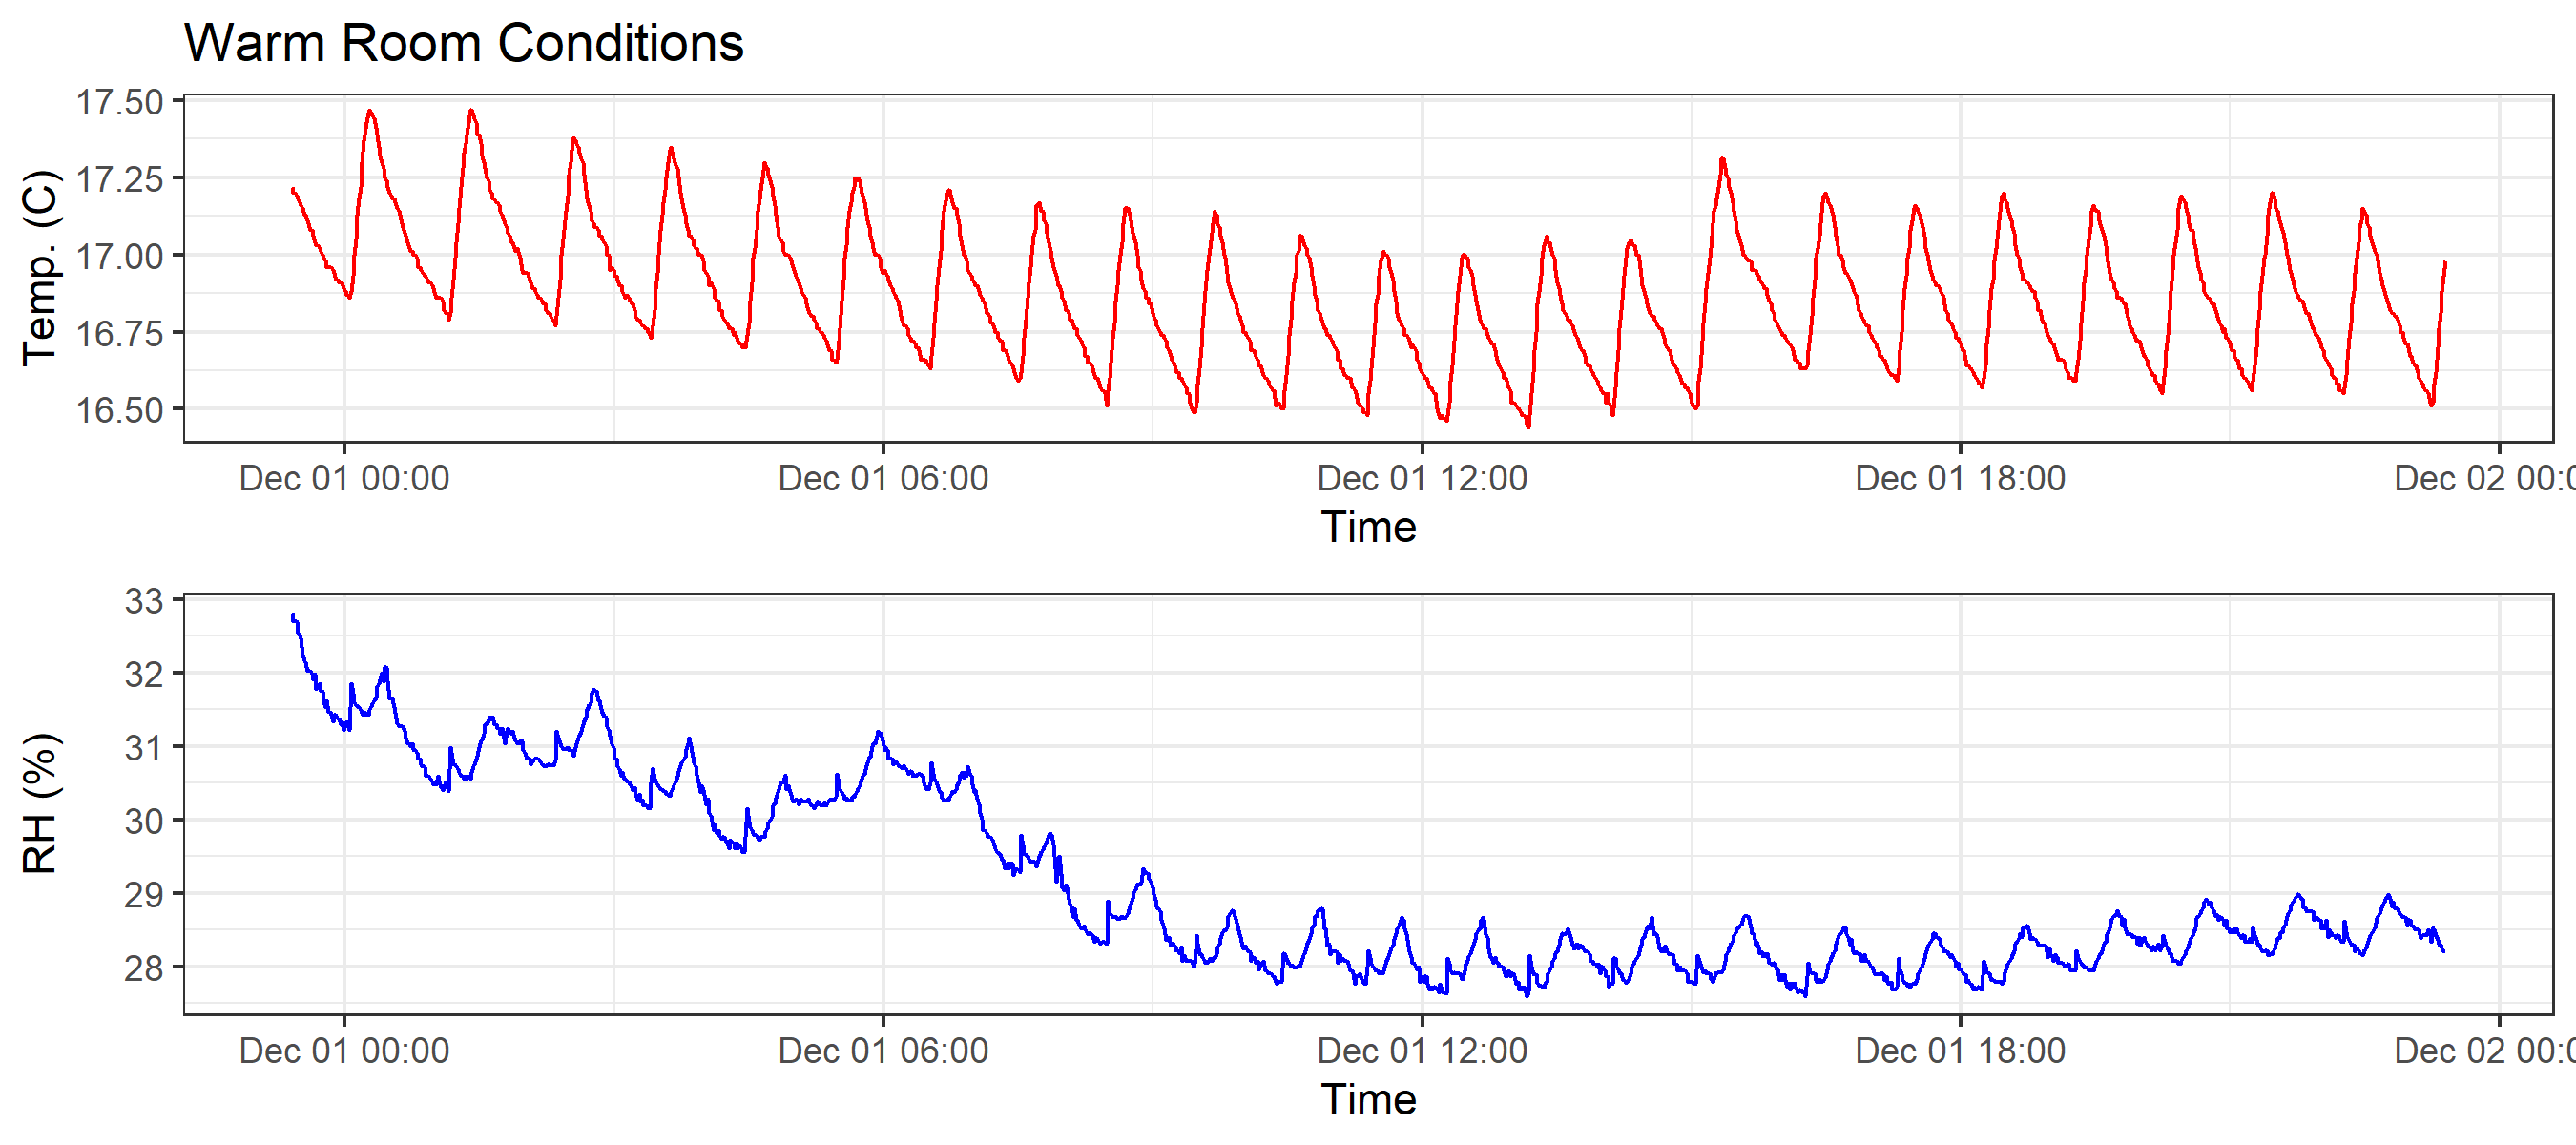 Warm Room Conditions
Temp. (C)
17.50
17.25
17.00
16.75
16.50
Dec 01 00:00 Dec 01 06:00 Dec 01 12:00 Dec 01 18:00 Dec 02 00:0
Time
RH (%)
33
32
31
30
29
28
Dec 01 00:00 Dec 01 06:00 Dec 01 12:00 Dec 01 18:00 Dec 02 00:0
Time